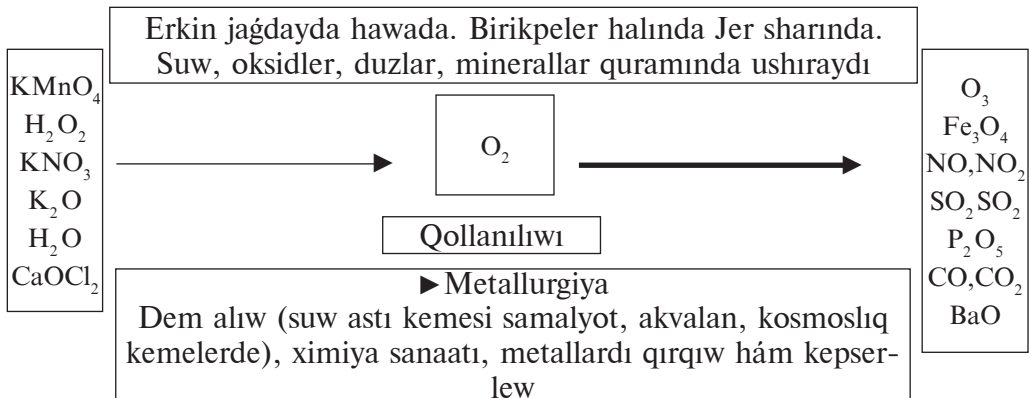 Erkin jaǵdayda hawada. Birikpeler halında Jer sharında.
Suw, oksidler, duzlar, minerallar quramında ushıraydı
KMnO₄
H₂O₂
KNO₃
K₂O
H₂O
CaOCl₂
O₂
O₃
Fe₃O₄
NO,NO₂
SO₂SO₂
P₂O₅
CO,CO₂
BaO
Qollanılıwı
►Metallurgiya
Dem alıw (suw astı kemesi samalyot, akvalan, kosmoslıq
kemelerde), ximiya sanaatı, metallardı qırqıw hám kepser-
lew